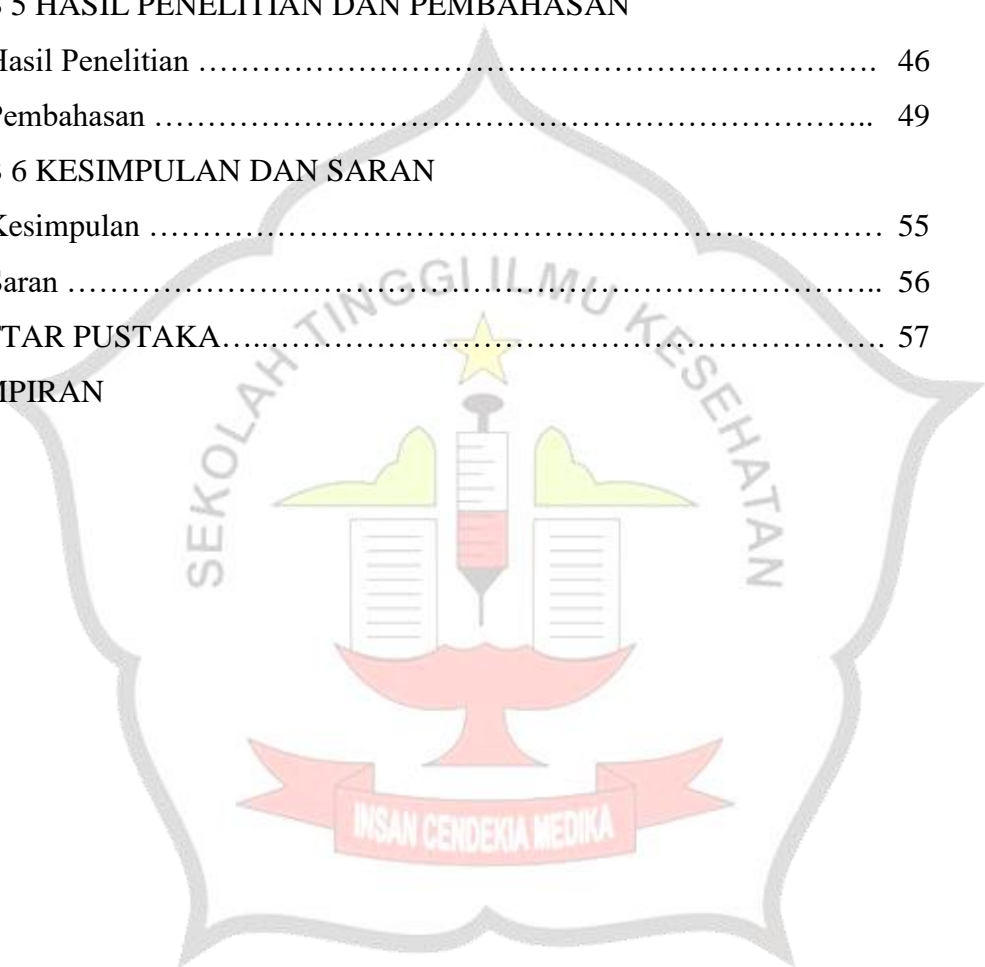 5 HASIL PENELITIAN DAN PEMBAHASAN
Hasil Penelitian …………………………………………………………. 46
Pembahasan ………………………………………………………….. 49
6 KESIMPULAN DAN SARAN
Kesimpulan …………………………………………………………… 55
Saran ………………………………………………………………….. 56
TAR PUSTAKA…..…………………………………………………. 57
MPIRAN
SEKOLAH TINGGI ILMU KESEHATAN
INSAN CENDEKIA MEDIKA